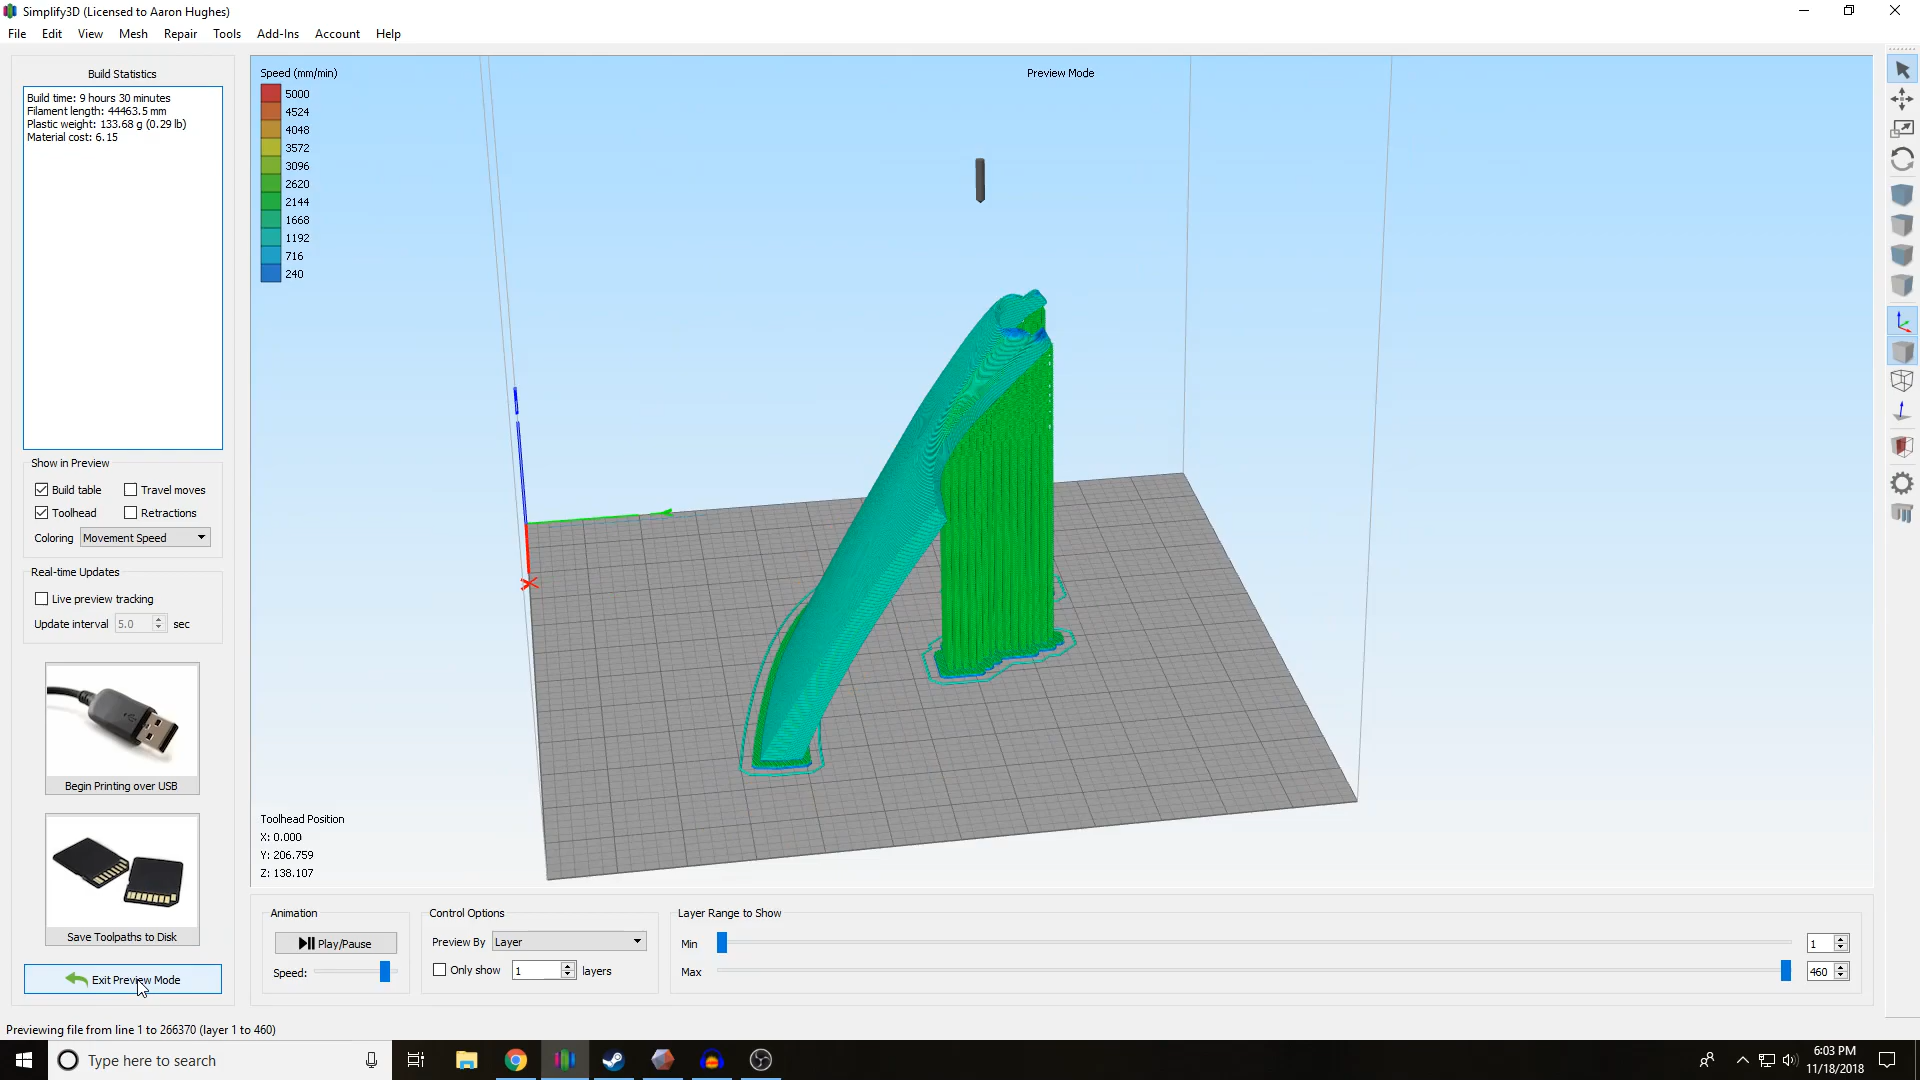 Simplify3D (Licensed to Aaron Hughes)
File Edit View Mesh Repair Tools Add-Ins Account Help
Build Statistics
Build time: 9 hours 30 minutes
Filament length: 44463.5 mm
Plastic weight: 133.68 g (0.29 lb)
Material cost: 6.15
Show in Preview
Build table Travel moves
Toolhead Retractions
Coloring Movement Speed
Real-time Updates
Live preview tracking
Update interval 5.0 sec
Begin Printing over USB
Save Toolpaths to Disk
Exit Preview Mode
Speed (mm/min)
5000
4524
4048
3572
3096
2620
2144
1668
1192
716
240
Preview Mode
Toolhead Position
X: 0.000
Y: 206.759
Z: 138.107
Animation
Play/Pause
Speed:
Control Options
Preview By Layer
Only show 1 layers
Layer Range to Show
Min 1
Max 460
Previewing file from line 1 to 266370 (layer 1 to 460)
Type here to search
6:03 PM
11/18/2018